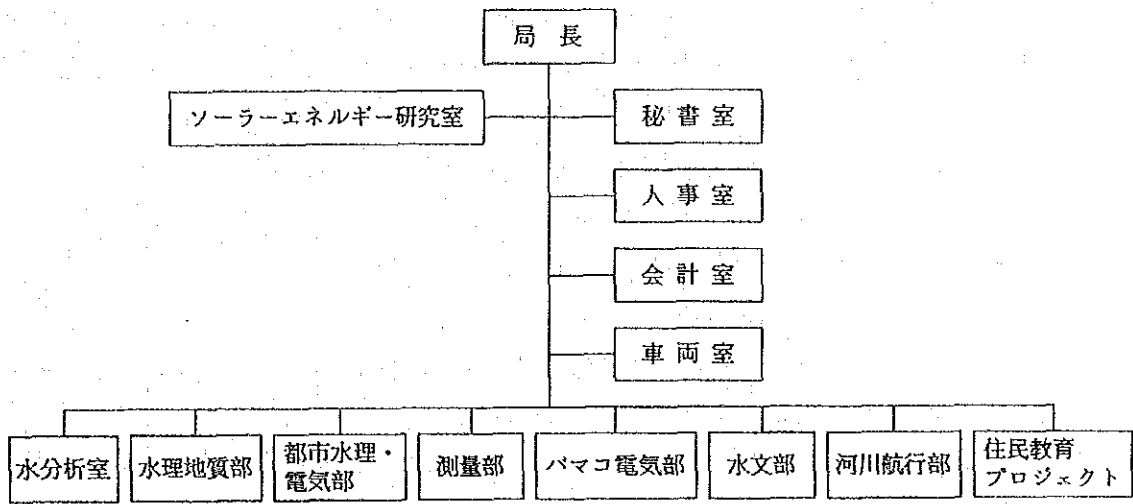 局長
ソーラーエネルギー研究室
秘書室
人事室
会計室
車両室
水分析室
水理地質部
都市水理・
電気部
測量部
バマコ電気部
水文部
河川航行部
住民教育
プロジェクト